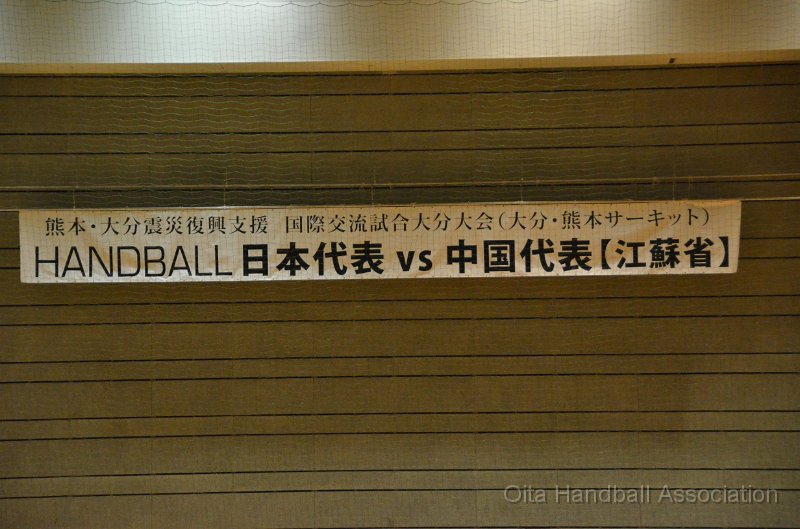 熊本・大分震災復興支援 国際交流試合大分大会(大分・熊本サーキット)
HANDBALL 日本代表 vs 中国代表【江蘇省】
Oita Handball Association